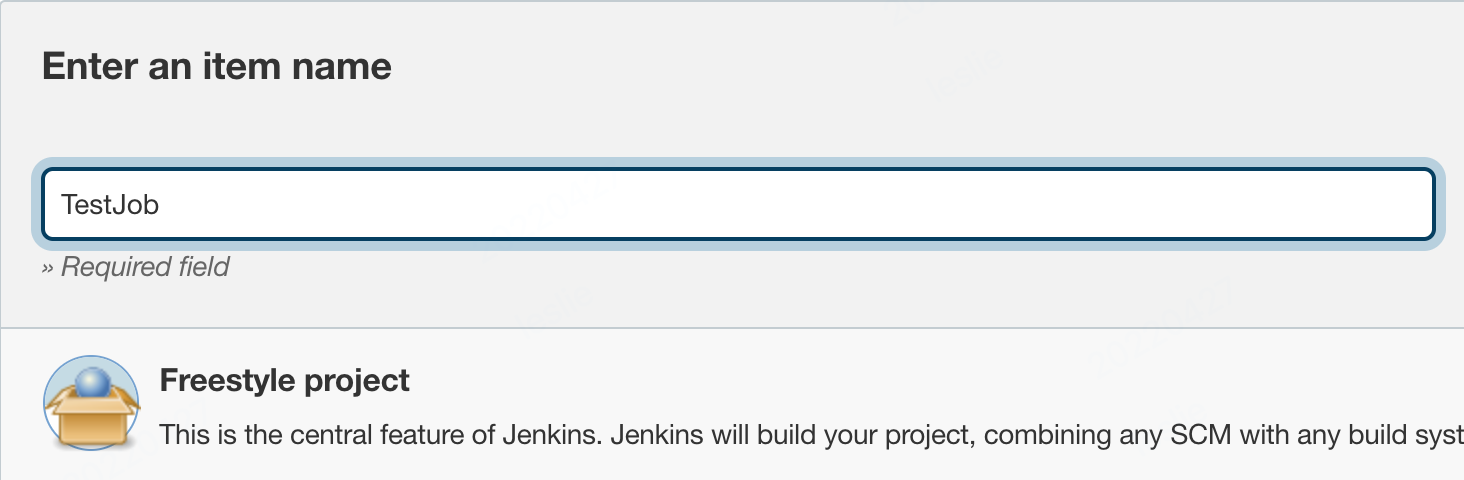 Enter an item name
TestJob
» Required field
Freestyle project
This is the central feature of Jenkins. Jenkins will build your project, combining any SCM with any build syst